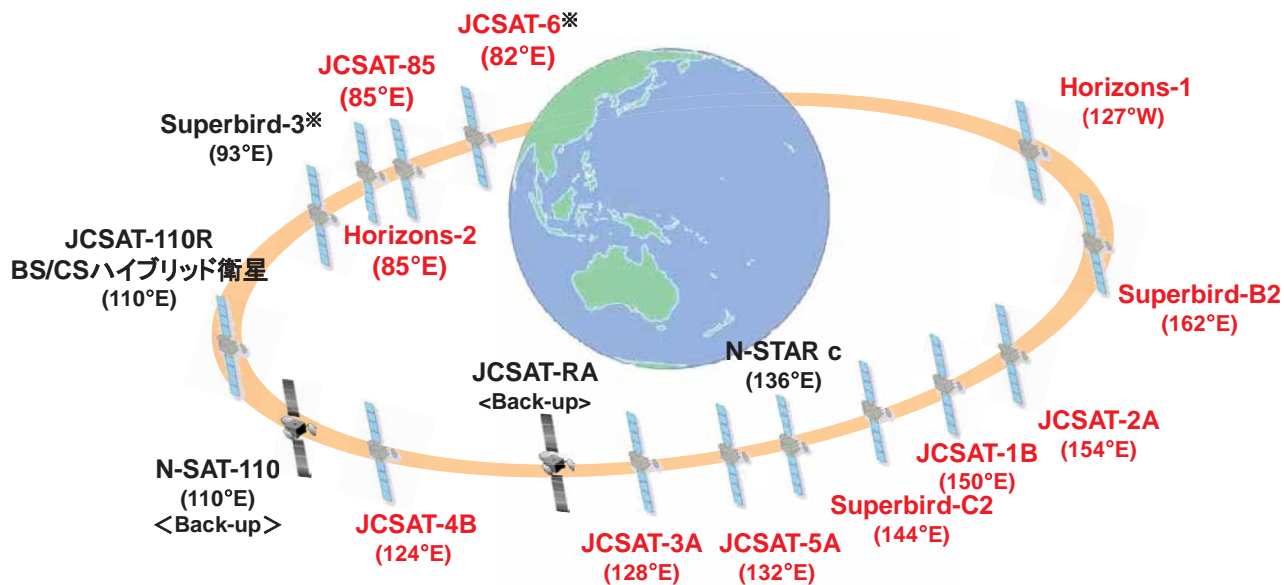 JCSAT-6※
(82°E)
JCSAT-85
(85°E)
Horizons-1
(127°W)
Superbird-3※
(93°E)
JCSAT-110R
BS/CSハイブリッド衛星
(110°E)
Horizons-2
(85°E)
Superbird-B2
(162°E)
N-STAR c
(136°E)
JCSAT-RA
<Back-up>
JCSAT-2A
(154°E)
JCSAT-1B
(150°E)
N-SAT-110
(110°E)
＜Back-up＞
Superbird-C2
(144°E)
JCSAT-4B
(124°E)
JCSAT-3A
(128°E)
JCSAT-5A
(132°E)